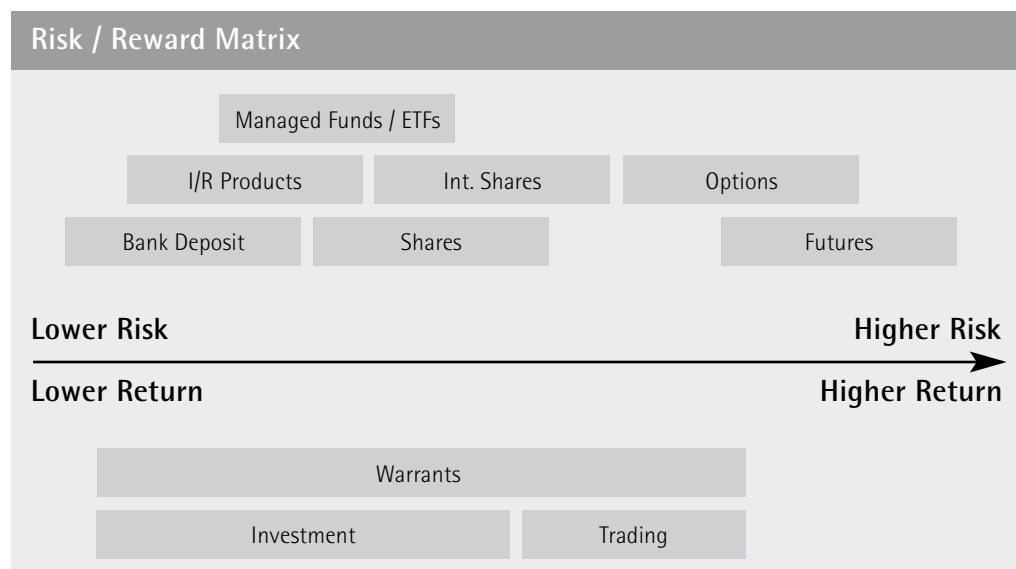 Risk / Reward Matrix
Managed Funds / ETFs
I/R Products Int. Shares Options
Bank Deposit Shares Futures
Lower Risk Higher Risk
Lower Return Higher Return
Warrants
Investment Trading